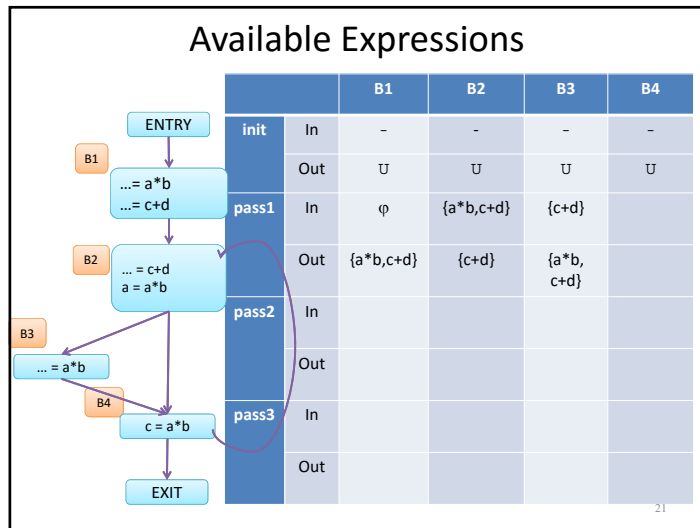 Available Expressions
ENTRY
B1
...= a*b
...= c+d
B2
... = c+d
a = a*b
B3
... = a*b
B4
c = a*b
EXIT
B1 B2 B3 B4
init In - - - -
Out U U U U
pass1 In φ {a*b,c+d} {c+d}
Out {a*b,c+d} {c+d} {a*b,
c+d}
pass2 In
Out
pass3 In
Out
21